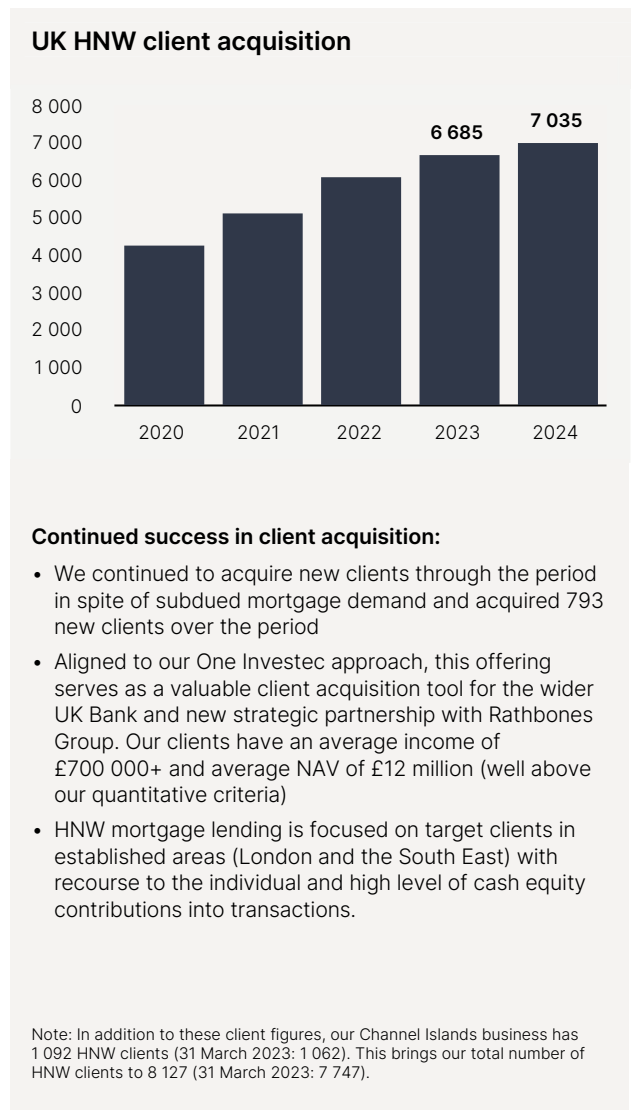 UK HNW client acquisition
8 000
7 000
6 000
5 000
4 000
3 000
2 000
1 000
0
6 685
7 035
2020
2021
2022
2023
2024
Continued success in client acquisition:
• We continued to acquire new clients through the period
in spite of subdued mortgage demand and acquired 793
new clients over the period
• Aligned to our One Investec approach, this offering
serves as a valuable client acquisition tool for the wider
UK Bank and new strategic partnership with Rathbones
Group. Our clients have an average income of
£700 000+ and average NAV of £12 million (well above
our quantitative criteria)
• HNW mortgage lending is focused on target clients in
established areas (London and the South East) with
recourse to the individual and high level of cash equity
contributions into transactions.
Note: In addition to these client figures, our Channel Islands business has
1 092 HNW clients (31 March 2023: 1 062). This brings our total number of
HNW clients to 8 127 (31 March 2023: 7 747).